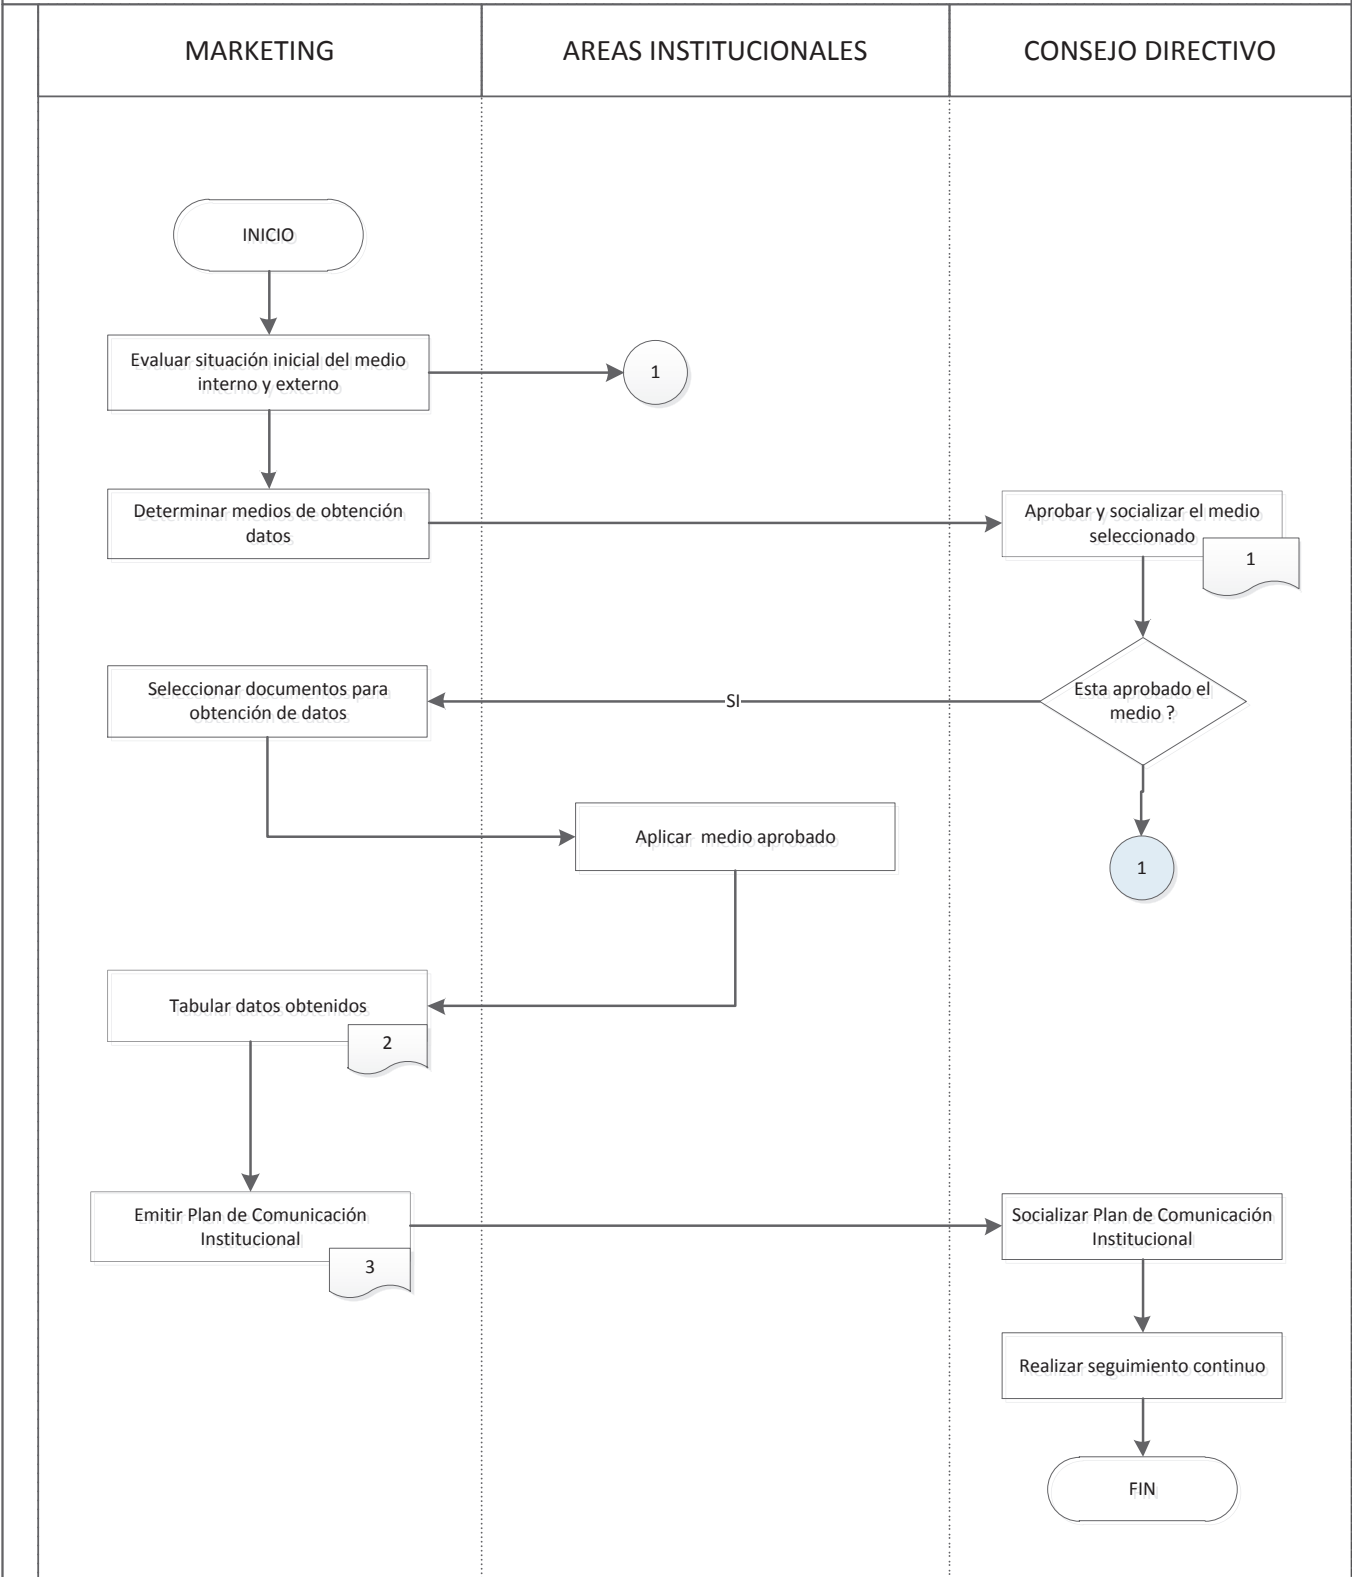 MARKETING
AREAS INSTITUCIONALES
CONSEJO DIRECTIVO
INICIO
Evaluar situación inicial del medio
interno y externo
1
Determinar medios de obtención
datos
Aprobar y socializar el medio
seleccionado
1
Seleccionar documentos para
obtención de datos
SI
Esta aprobado el
medio ?
Aplicar medio aprobado
1
Tabular datos obtenidos
2
Emitir Plan de Comunicación
Institucional
3
Socializar Plan de Comunicación
Institucional
Realizar seguimiento continuo
FIN